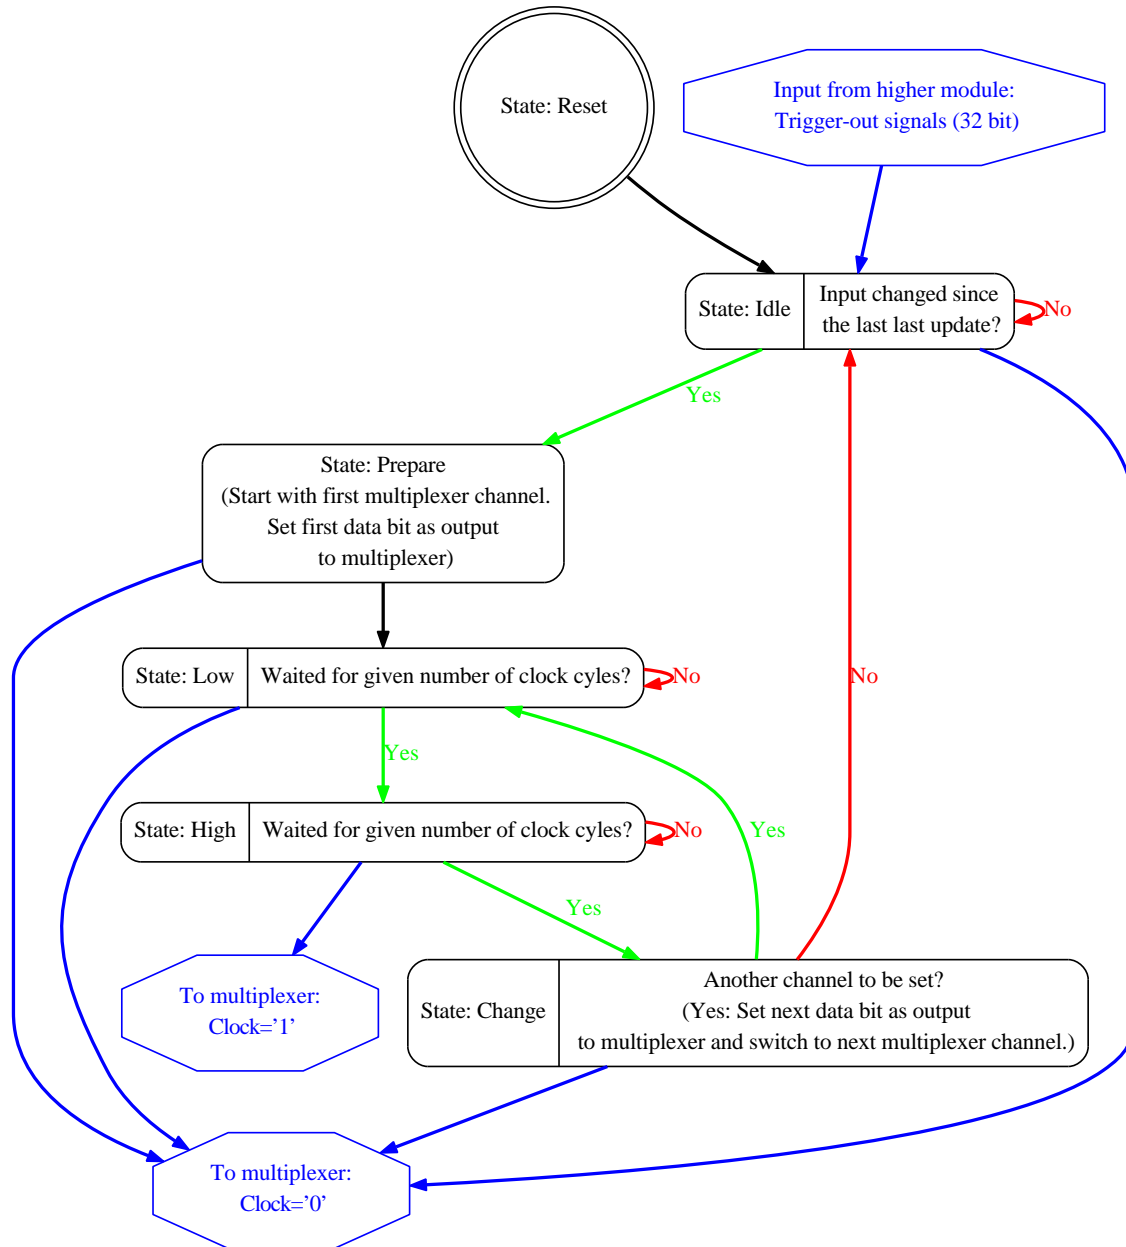 State: Reset
Input from higher module:
Trigger-out signals (32 bit)
State: Idle
Input changed since
the last last update?
No
Yes
State: Prepare
(Start with first multiplexer channel.
Set first data bit as output
to multiplexer)
State: Low
Waited for given number of clock cyles?
No
No
Yes
State: High
Waited for given number of clock cyles?
No
Yes
Yes
State: Change
Another channel to be set?
(Yes: Set next data bit as output
to multiplexer and switch to next multiplexer channel.)
To multiplexer:
Clock=’1’
To multiplexer:
Clock=’0’